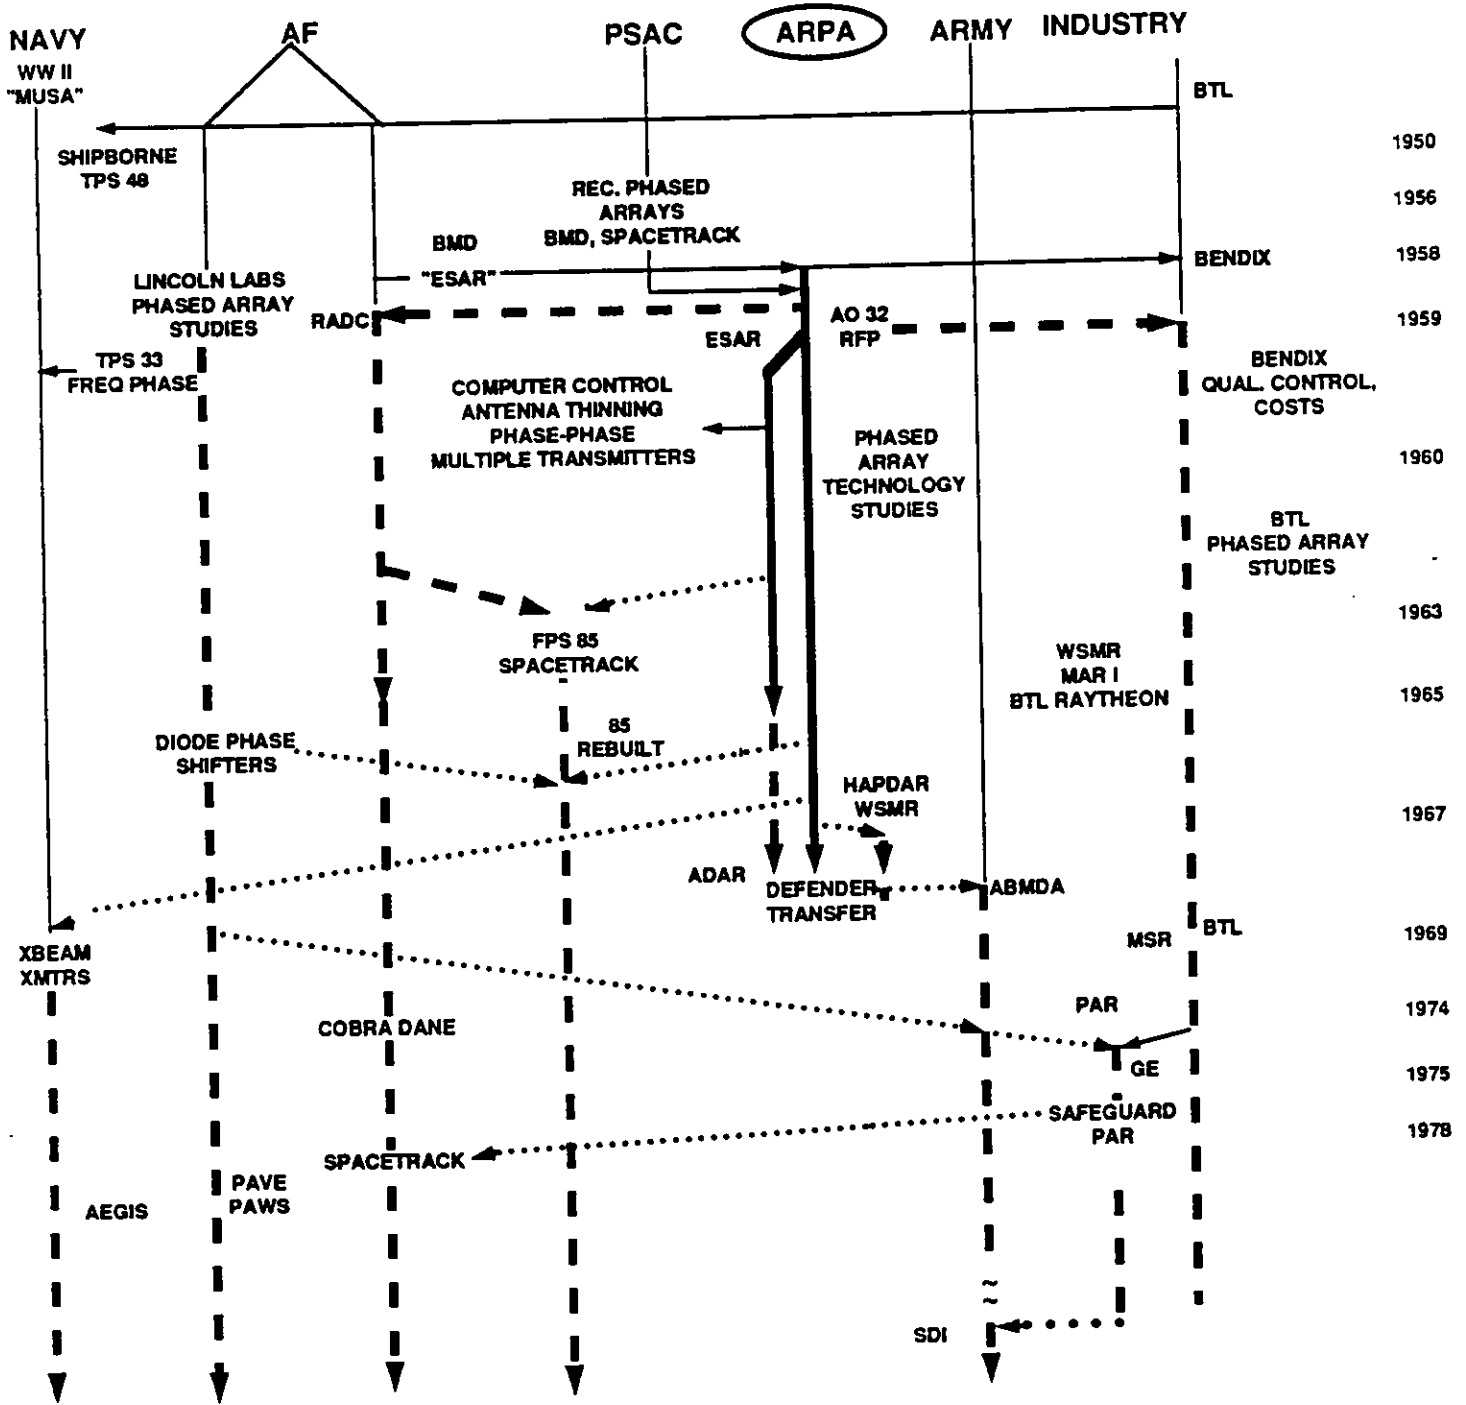 NAVY
WW II
"MUSA"
AF
PSAC
ARPA
ARMY
INDUSTRY
BTL
SHIPBORNE
TPS 48
1950
REC. PHASED
ARRAYS
BMD, SPACETRACK
1956
BMD
"ESAR"
BENDIX
1958
LINCOLN LABS
PHASED ARRAY
STUDIES
RADC
ESAR
AO 32
RFP
1959
TPS 33
FREQ PHASE
BENDIX
QUAL. CONTROL,
COSTS
COMPUTER CONTROL
ANTENNA THINNING
PHASE-PHASE
MULTIPLE TRANSMITTERS
PHASED
ARRAY
TECHNOLOGY
STUDIES
1960
BTL
PHASED ARRAY
STUDIES
1963
FPS 85
SPACETRACK
WSMR
MAR I
BTL RAYTHEON
1965
DIODE PHASE
SHIFTERS
85
REBUILT
HAPDAR
WSMR
1967
ADAR
DEFENDER
TRANSFER
ABMDA
XBEAM
XMTRS
MSR
BTL
1969
COBRA DANE
PAR
1974
GE
1975
SAFEGUARD
PAR
1978
SPACETRACK
AEGIS
PAVE
PAWS
SDI